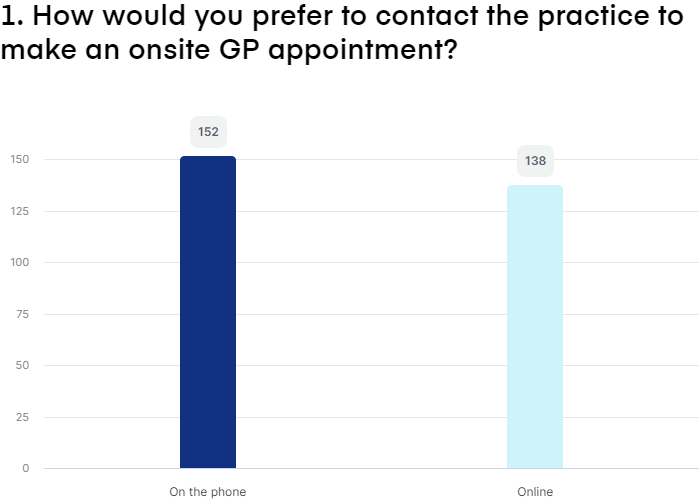 1. How would you prefer to contact the practice to
make an onsite GP appointment?
152
138
150
125
100
75
50
25
0
On the phone
Online